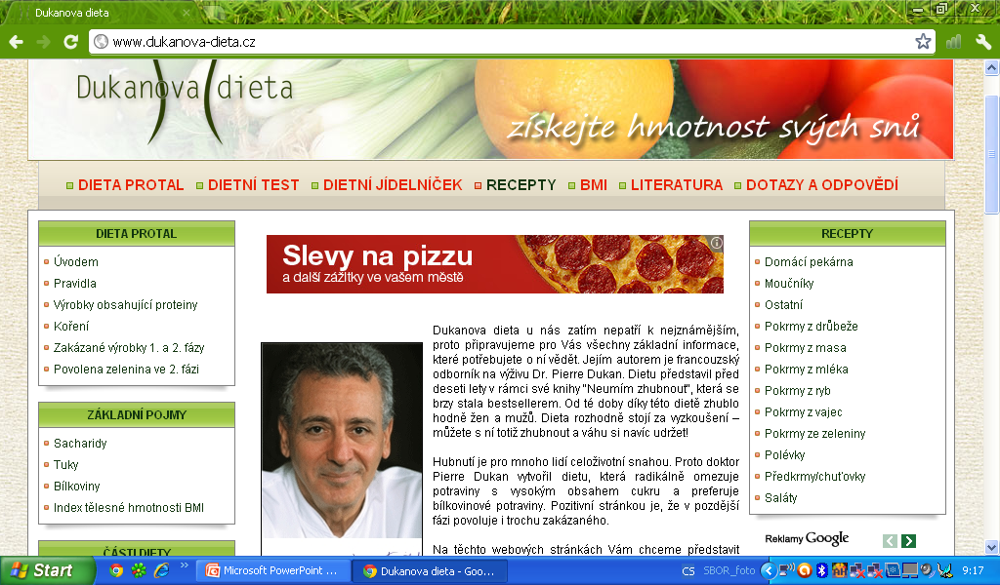 Dukanova dieta
www.dukanova-dieta.cz
Dukanova dieta
získejte hmotnost svých snů
DIETA PROTAL DIETNÍ TEST DIETNÍ JÍDELNÍČEK RECEPTY BMI LITERATURA DOTAZY A ODPOVĚDÍ
DIETA PROTAL
Úvodem
Pravidla
Výrobky obsahující proteiny
Koření
Zakázané výrobky 1. a 2. fázy
Povolena zelenina ve 2. fázi
ZÁKLADNÍ POJMY
Sacharidy
Tuky
Bílkoviny
Index tělesné hmotnosti BMI
ČÁSTI DIETY
Slevy na pizzu
a další zážitky ve vašem městě
Dukanova dieta u nás zatím nepatří k nejznámějším,
proto připravujeme pro Vás všechny základní informace,
které potřebujete o ní vědět. Jejím autorem je francouzský
odborník na výživu Dr. Pierre Dukan. Dietu představil před
deseti lety v rámci své knihy "Neumím zhubnout", která se
brzy stala bestsellerem. Od té doby díky této dietě zhublo
hodně žen a mužů. Dieta rozhodně stojí za vyzkoušení –
můžete s ní totiž zhubnout a váhu si navíc udržet!
Hubnutí je pro mnoho lidí celoživotní snahou. Proto doktor
Pierre Dukan vytvořil dietu, která radikálně omezuje
potraviny s vysokým obsahem cukru a preferuje
bílkovinové potraviny. Pozitivní stránkou je, že v pozdější
fázi povoluje i trochu zakázaného.
Na těchto webových stránkách Vám chceme představit
RECEPTY
Domácí pekárna
Moučníky
Ostatní
Pokrmy z drůbeže
Pokrmy z masa
Pokrmy z mléka
Pokrmy z ryb
Pokrmy z vajec
Pokrmy ze zeleniny
Polévky
Předkrmy/chuťovky
Saláty
Reklamy Google
Start
Microsoft PowerPoint ...
Dukanova dieta - Goo...
CS
SBOR_foto
9:17